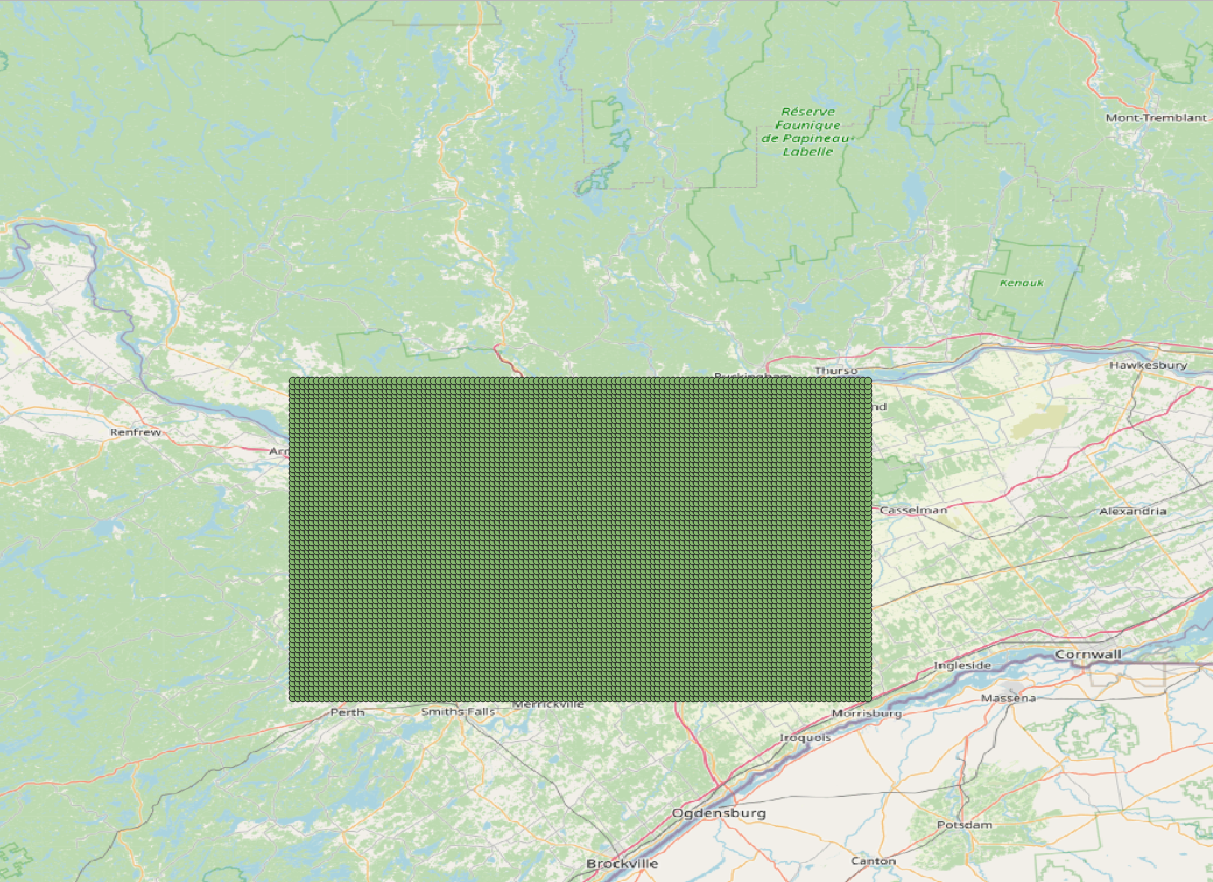 Réserve
Faunique
de Papineau-
Labelle
Mont-Tremblant
Kenauk
Thurso
Hawkesbury
Buckingham
Renfrew
Casselman
Alexandria
Cornwall
Ingleside
Massena
Perth
Smiths Falls
Merrickville
Morrisburg
Iroquois
Ogdensburg
Potsdam
Brockville
Canton